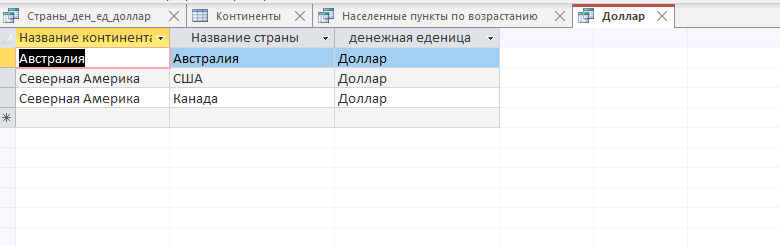 Страны_ден_ед_доллар Континенты Населенные пункты по возрастанию Доллар
Название континента Название страны денежная еденица
Австралия Австралия Доллар
Северная Америка США Доллар
Северная Америка Канада Доллар